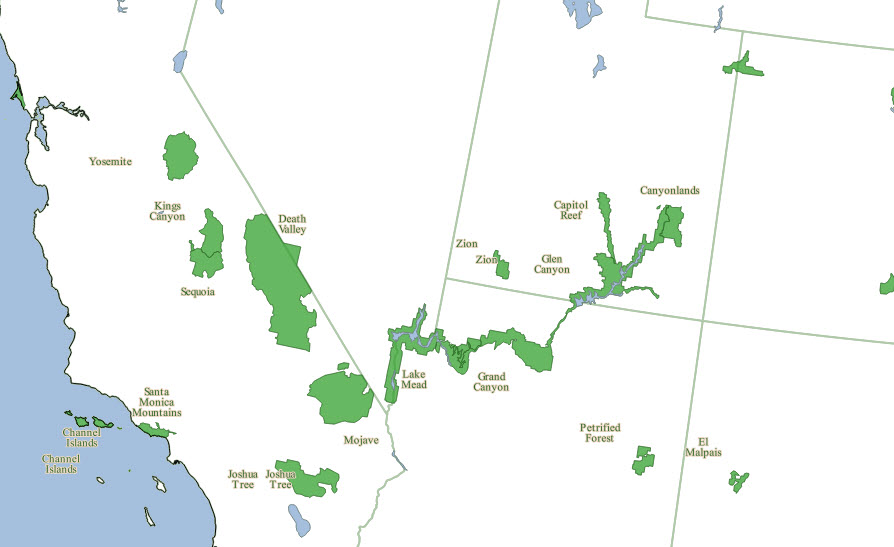 Yosemite
Kings
Canyon
Sequoia
Death
Valley
Zion
Zion
Capitol
Reef
Canyonlands
Glen
Canyon
Lake
Mead
Grand
Canyon
Santa
Monica
Mountains
Channel
Islands
Channel
Islands
Mojave
Joshua
Tree
Joshua
Tree
Petrified
Forest
El
Malpais